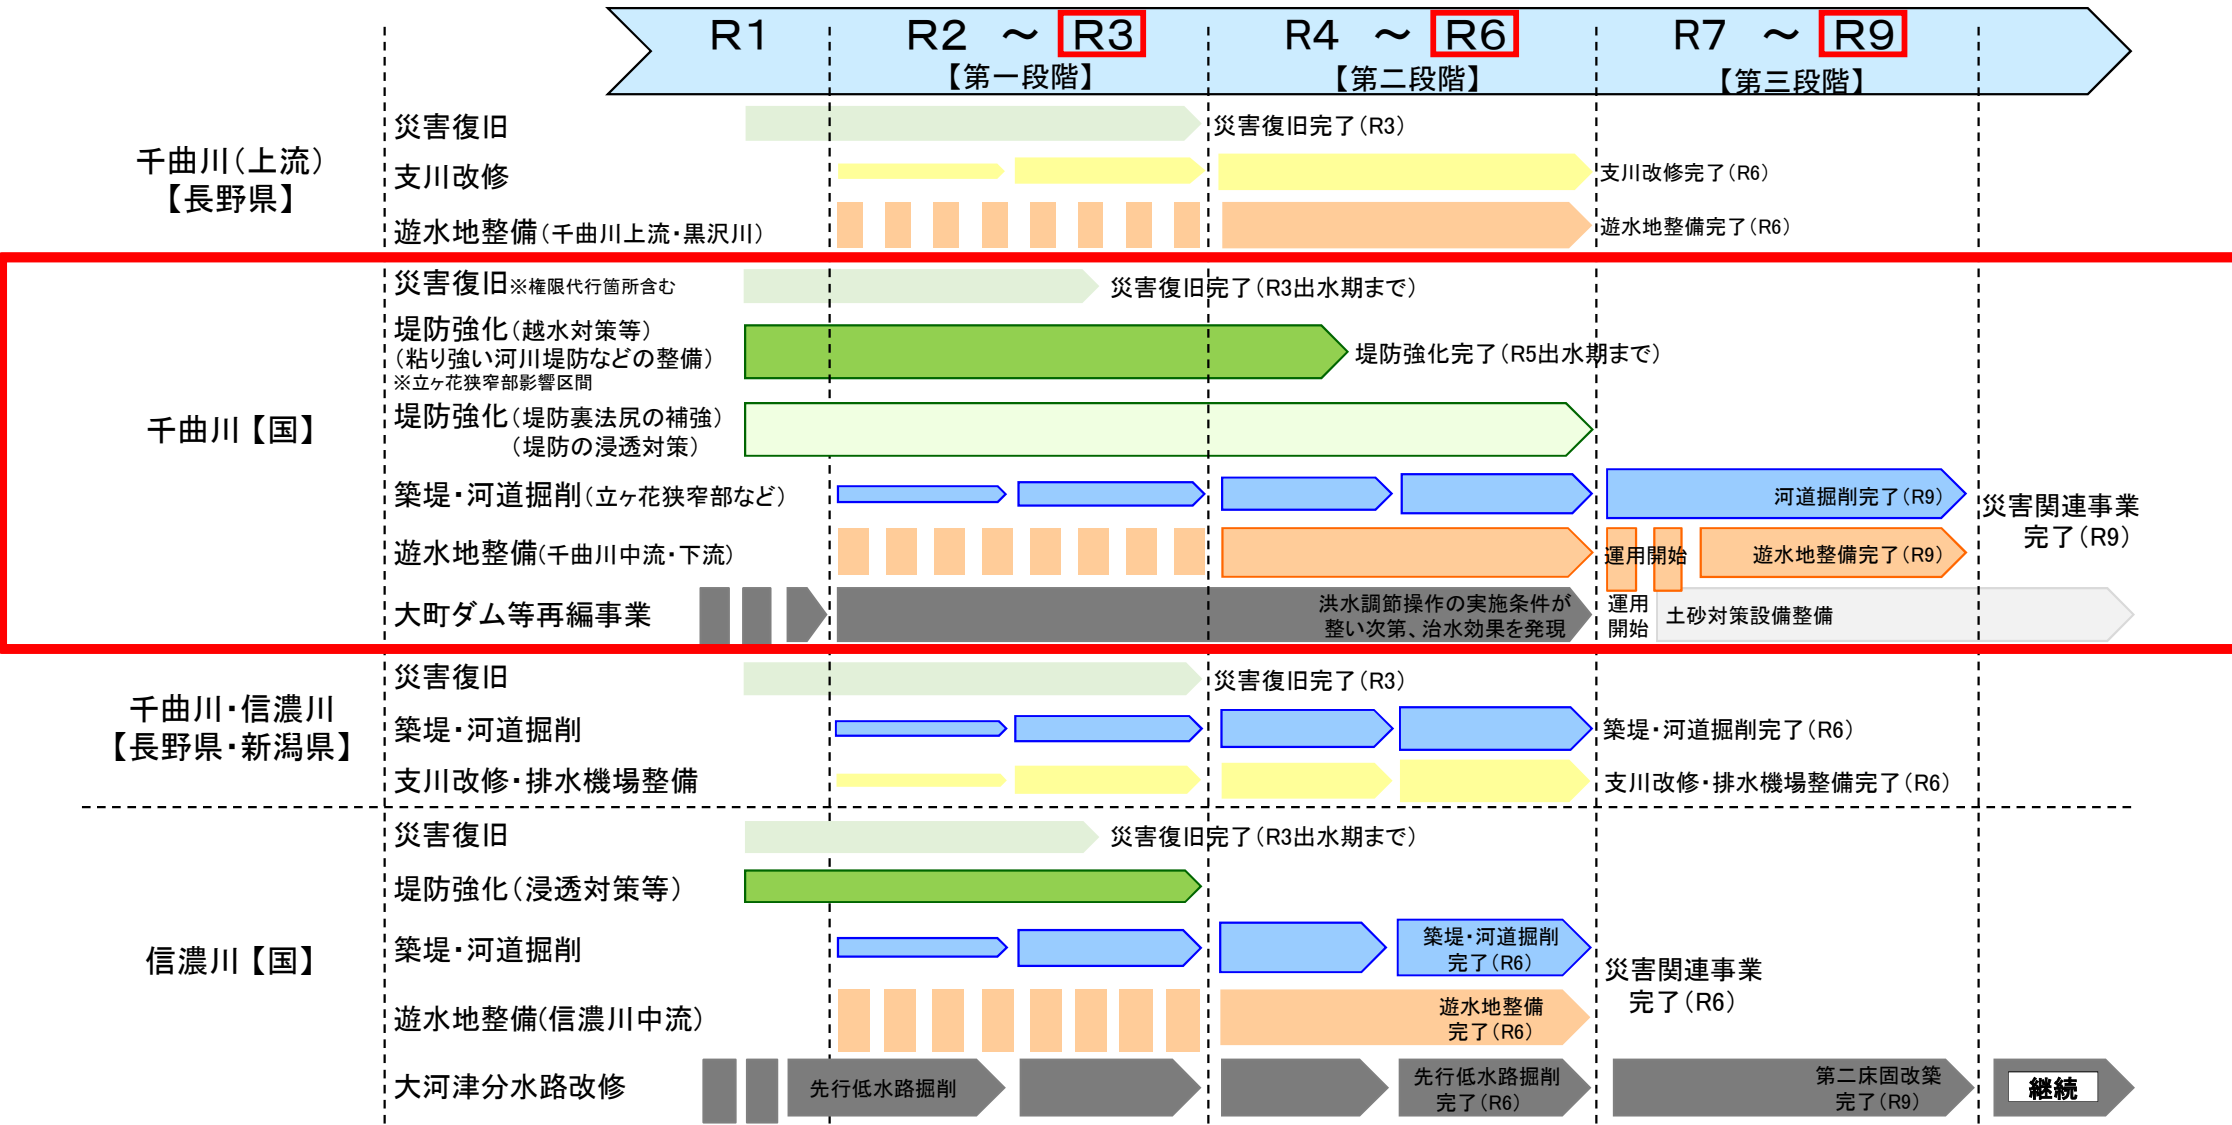 R1
R2 ～ R3
【第一段階】
R4 ～ R6
【第二段階】
R7 ～ R9
【第三段階】
千曲川(上流)
【長野県】
災害復旧
災害復旧完了(R3)
支川改修
支川改修完了(R6)
遊水地整備(千曲川上流・黒沢川)
遊水地整備完了(R6)
千曲川【国】
災害復旧※権限代行箇所含む
災害復旧完了(R3出水期まで)
堤防強化(越水対策等)
(粘り強い河川堤防などの整備)
※立ヶ花狭窄部影響区間
堤防強化完了(R5出水期まで)
堤防強化(堤防裏法尻の補強)
(堤防の浸透対策)
築堤・河道掘削(立ヶ花狭窄部など)
河道掘削完了(R9)
遊水地整備(千曲川中流・下流)
運用開始
遊水地整備完了(R9)
災害関連事業
完了(R9)
大町ダム等再編事業
洪水調節操作の実施条件が
整い次第、治水効果を発現
運用
開始
土砂対策設備整備
千曲川・信濃川
【長野県・新潟県】
災害復旧
災害復旧完了(R3)
築堤・河道掘削
築堤・河道掘削完了(R6)
支川改修・排水機場整備
支川改修・排水機場整備完了(R6)
信濃川【国】
災害復旧
災害復旧完了(R3出水期まで)
堤防強化(浸透対策等)
築堤・河道掘削
築堤・河道掘削
完了(R6)
遊水地整備(信濃川中流)
遊水地整備
完了(R6)
災害関連事業
完了(R6)
大河津分水路改修
先行低水路掘削
先行低水路掘削
完了(R6)
第二床固改築
完了(R9)
継続